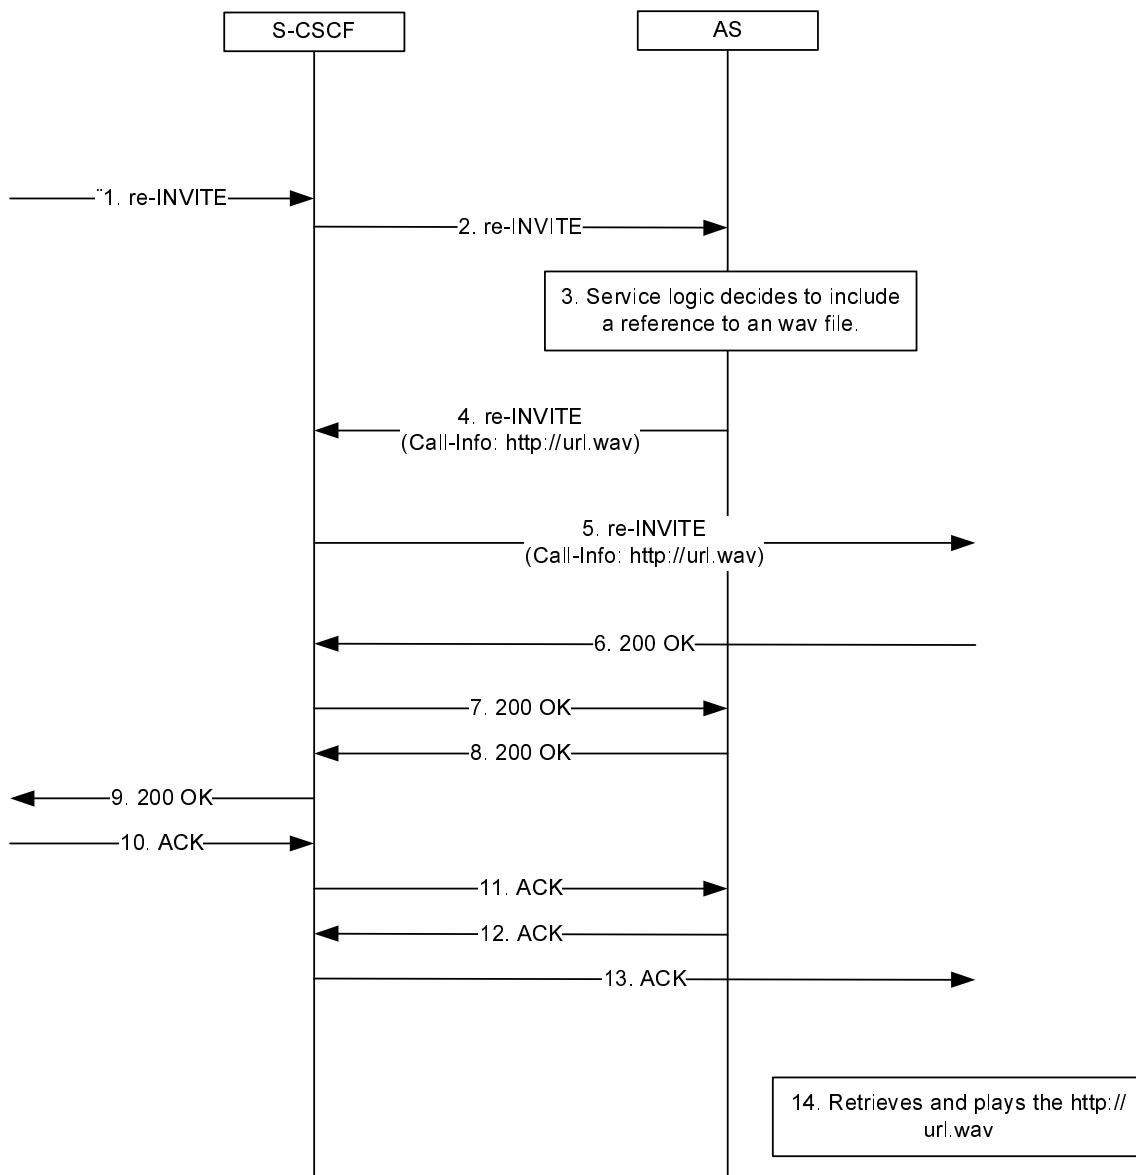 S-CSCF
AS
¨1. re-INVITE
2. re-INVITE
3. Service logic decides to include
a reference to an wav file.
4. re-INVITE
(Call-Info: http://url.wav)
5. re-INVITE
(Call-Info: http://url.wav)
6. 200 OK
7. 200 OK
8. 200 OK
9. 200 OK
10. ACK
11. ACK
12. ACK
13. ACK
14. Retrieves and plays the http://
url.wav